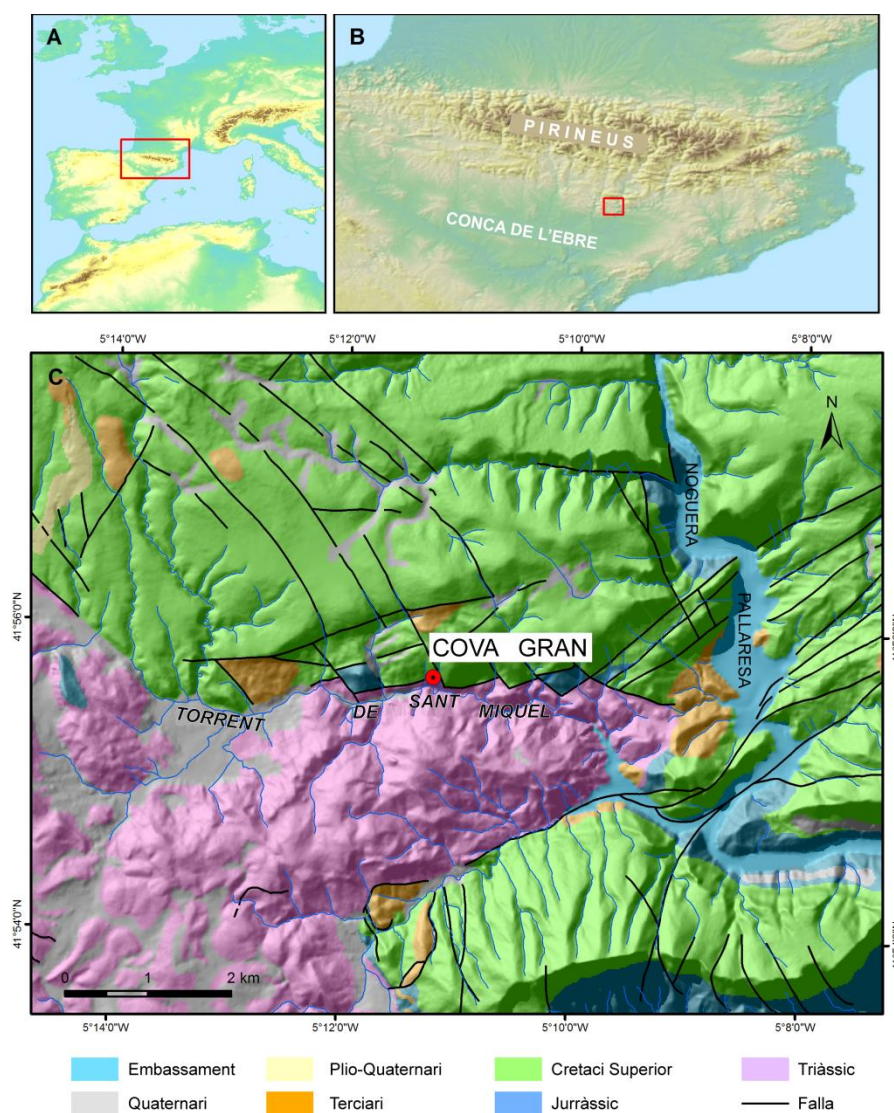 A
B
PIRINEUS
CONCA DE L'EBRE
5°14'0"W 5°12'0"W 5°10'0"W 5°8'0"W
C
N
NOGUERA
PALLARESA
41°56'0"N
COVA GRAN
TORRENT DE SANT MIQUEL
41°54'0"N
0 1 2 km
5°14'0"W 5°12'0"W 5°10'0"W 5°8'0"W
Embassament
Plio-Quaternari
Cretaci Superior
Triàssic
Quaternari
Terciari
Jurràssic
Falla